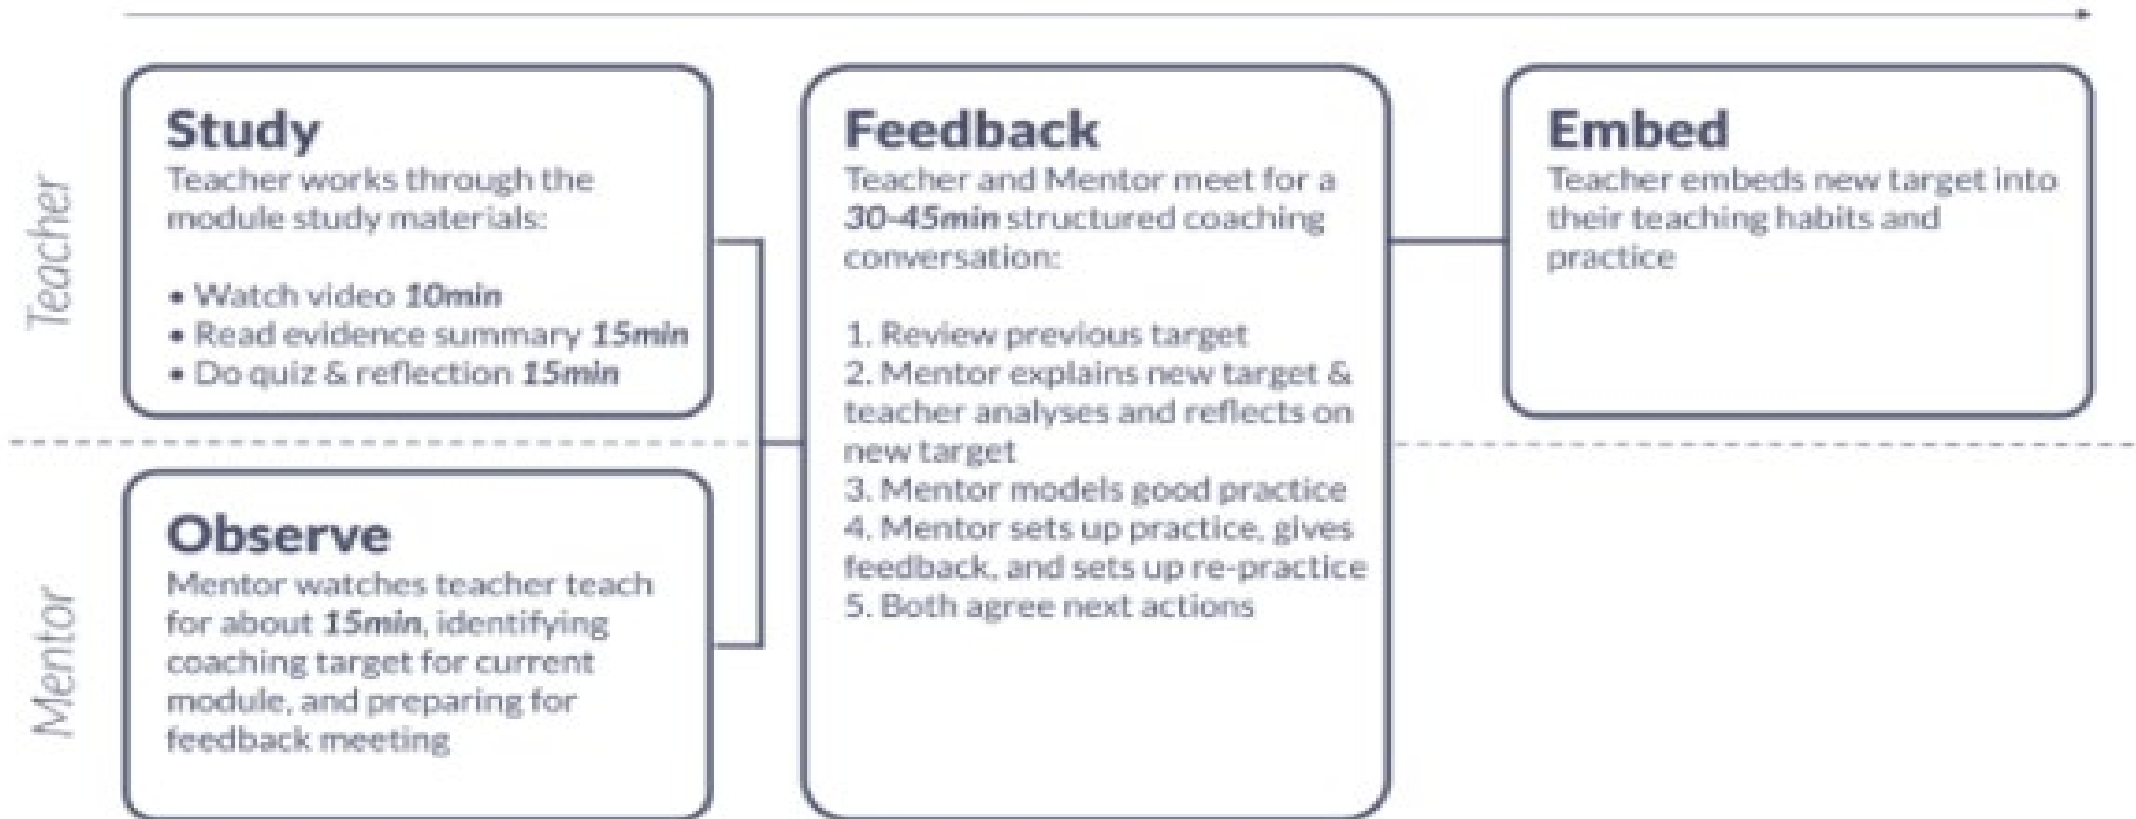 Teacher
Study
Teacher works through the
module study materials:
• Watch video 10min
• Read evidence summary 15min
• Do quiz & reflection 15min
Mentor
Observe
Mentor watches teacher teach
for about 15min, identifying
coaching target for current
module, and preparing for
feedback meeting
Feedback
Teacher and Mentor meet for a
30-45min structured coaching
conversation:
1. Review previous target
2. Mentor explains new target &
teacher analyses and reflects on
new target
3. Mentor models good practice
4. Mentor sets up practice, gives
feedback, and sets up re-practice
5. Both agree next actions
Embed
Teacher embeds new target into
their teaching habits and
practice